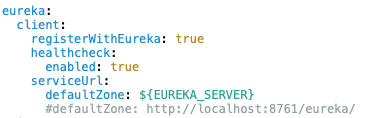 eureka:
  client:
    registerWithEureka: true
    healthcheck:
      enabled: true
    serviceUrl:
      defaultZone: ${EUREKA_SERVER}
      #defaultZone: http://localhost:8761/eureka/